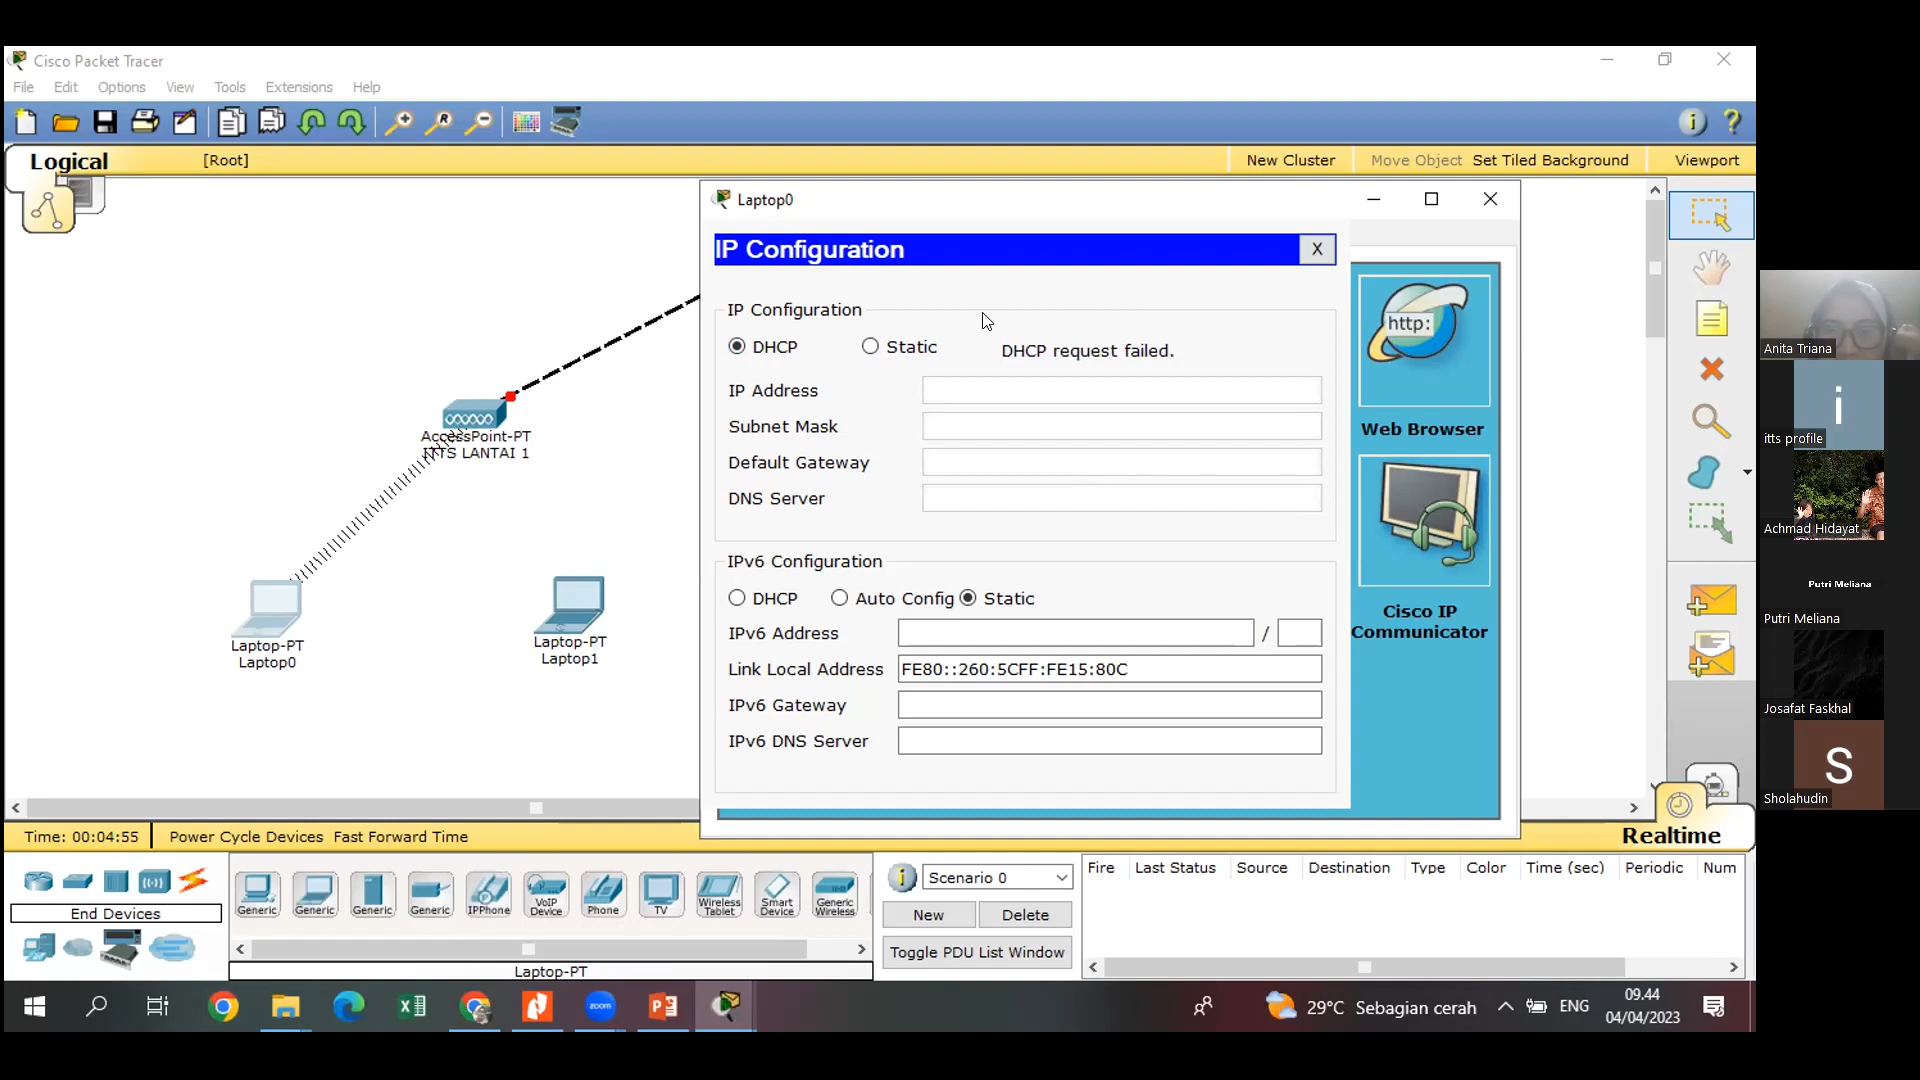 Cisco Packet Tracer
File Edit Options View Tools Extensions Help
Logical
[Root]
New Cluster
Move Object
Set Tiled Background
Viewport
Laptop0
IP Configuration
X
IP Configuration
DHCP
Static
DHCP request failed.
IP Address
Subnet Mask
Default Gateway
DNS Server
IPv6 Configuration
DHCP
Auto Config
Static
IPv6 Address
/
Link Local Address
FE80::260:5CFF:FE15:80C
IPv6 Gateway
IPv6 DNS Server
http:
Web Browser
Cisco IP
Communicator
AccessPoint-PT
ITTS LANTAI 1
Laptop-PT
Laptop0
Laptop-PT
Laptop1
Anita Triana
i
itts profile
Achmad Hidayat
Putri Meliana
Putri Meliana
Josafat Faskhal
S
Sholahudin
Time: 00:04:55
Power Cycle Devices
Fast Forward Time
Realtime
End Devices
Generic
Generic
Generic
Generic
IPPhone
VoIP
Device
Phone
TV
Wireless
Tablet
Smart
Device
Generic
Wireless
Laptop-PT
Scenario 0
New
Delete
Toggle PDU List Window
Fire
Last Status
Source
Destination
Type
Color
Time (sec)
Periodic
Num
zoom
29°C Sebagian cerah
ENG
09.44
04/04/2023